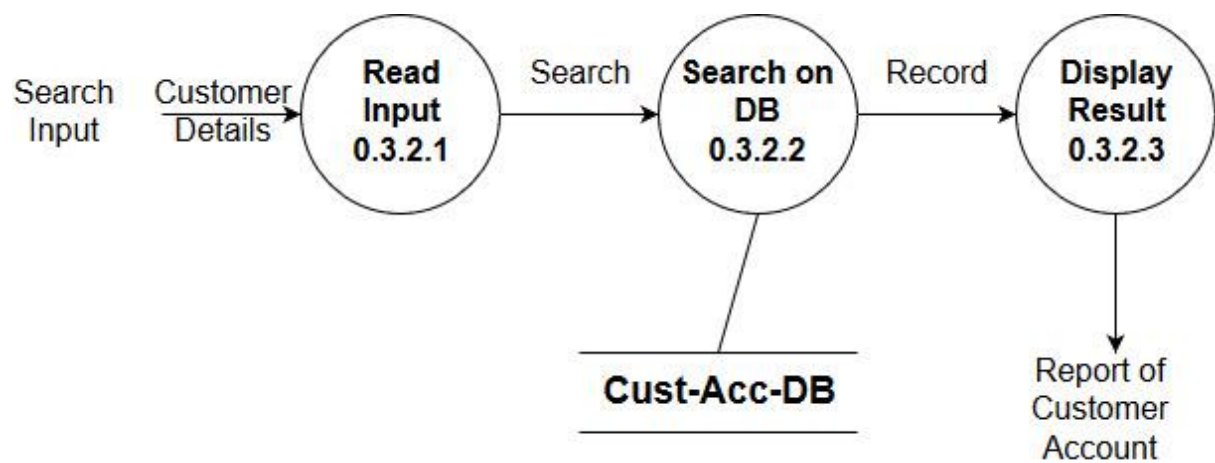 Search
Input
Customer
Details
Read
Input
0.3.2.1
Search
Search on
DB
0.3.2.2
Record
Display
Result
0.3.2.3
Cust-Acc-DB
Report of
Customer
Account